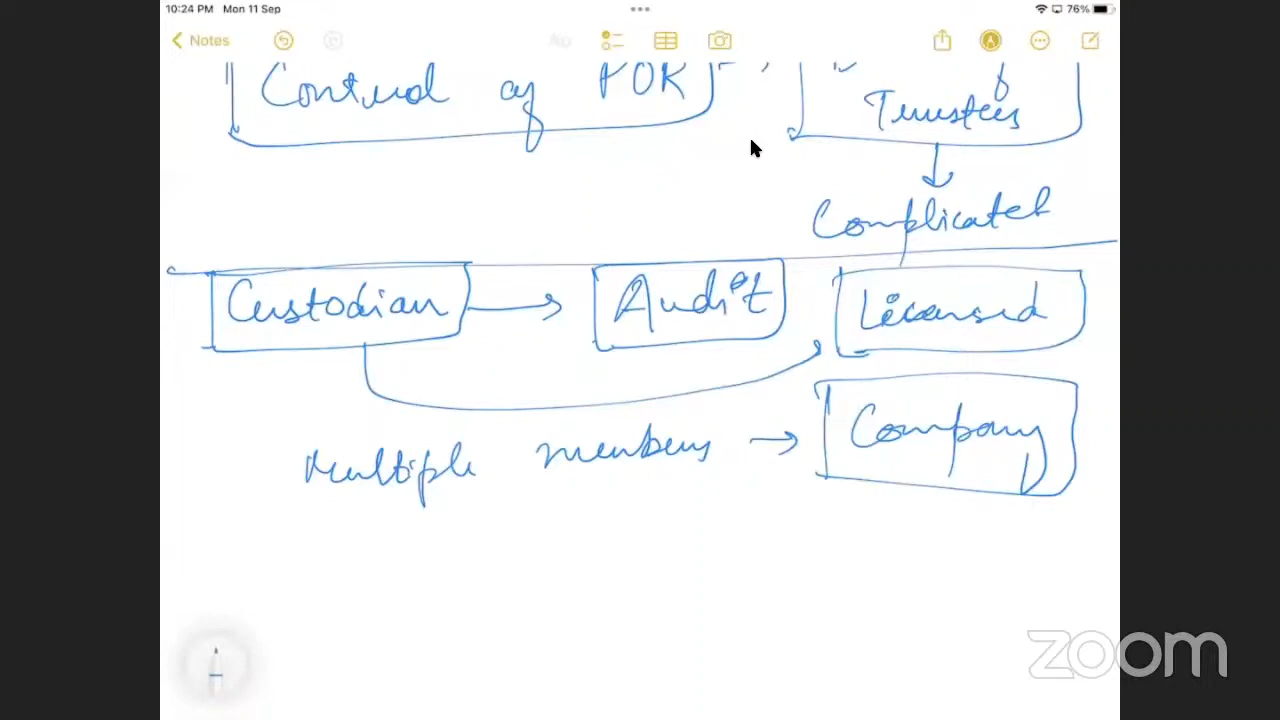 10:24 PM Mon 11 Sep
76%
Notes
Control of POR
Trustees
Complicated
Custodian → Audit
Licensed
Multiple members → Company
zoom